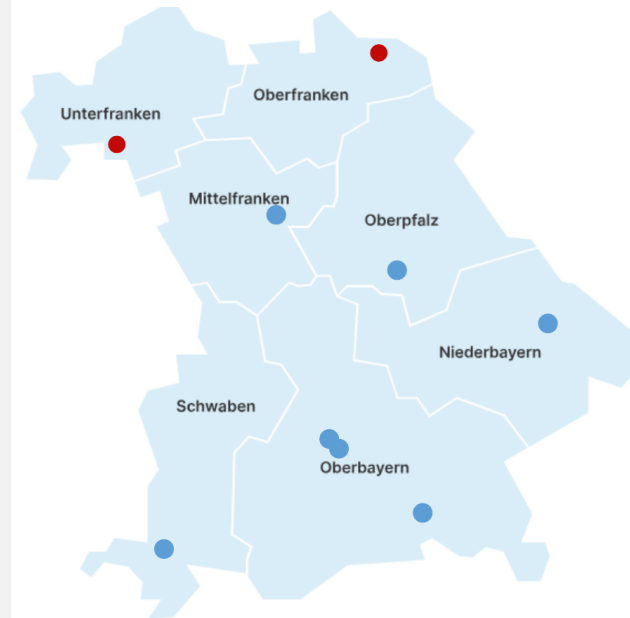 Oberfranken
Unterfranken
Mittelfranken
Oberpfalz
Niederbayern
Schwaben
Oberbayern